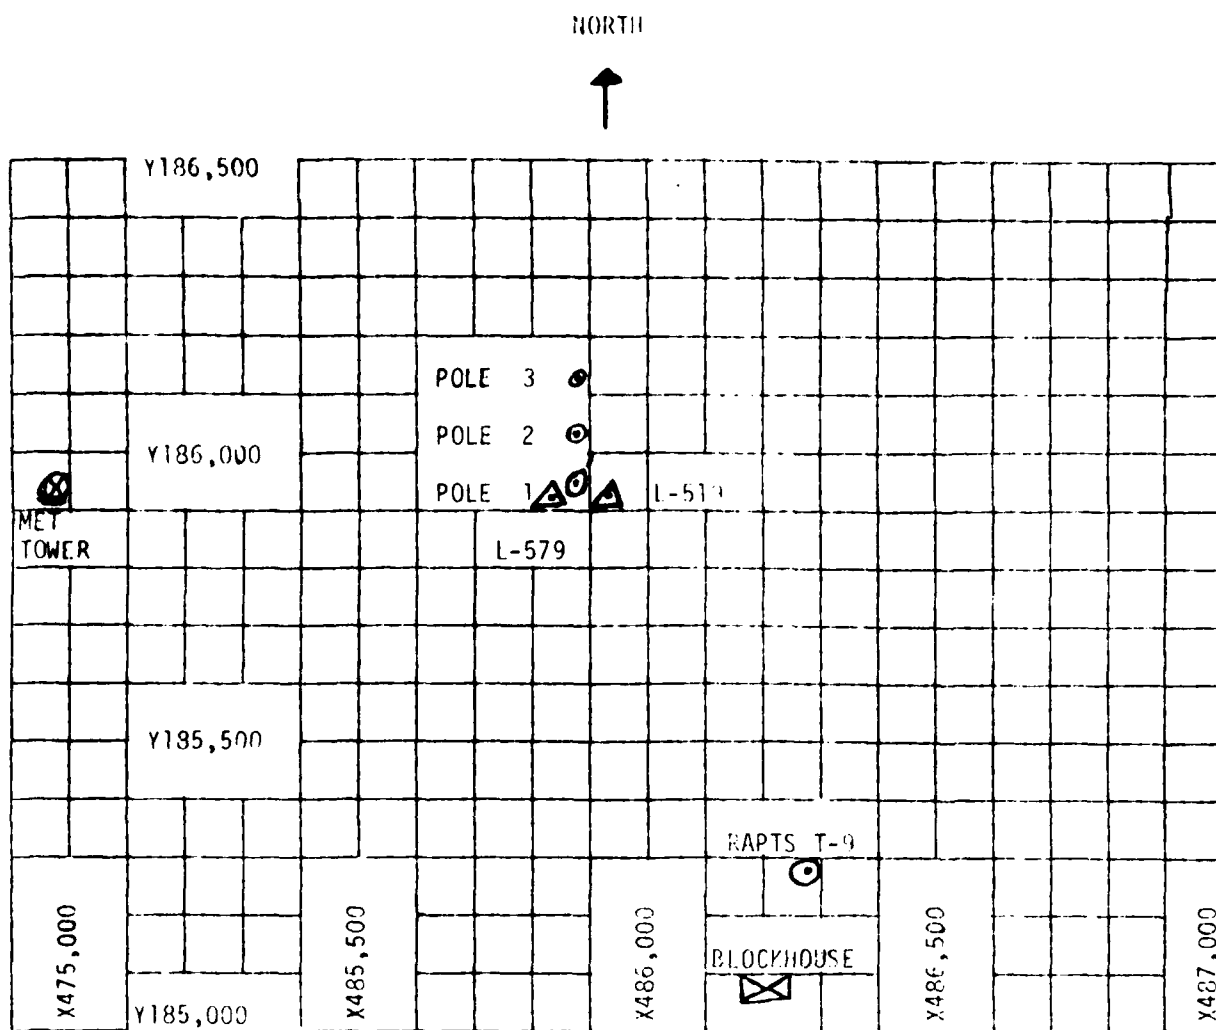 NORTH
Y186,500
POLE 3
POLE 2
Y186,000
POLE 1
L-519
MET
TOWER
L-579
Y185,500
RAPTS T-9
X475,000
X485,500
X486,000
X486,500
X487,000
BLOCKHOUSE
Y185,000